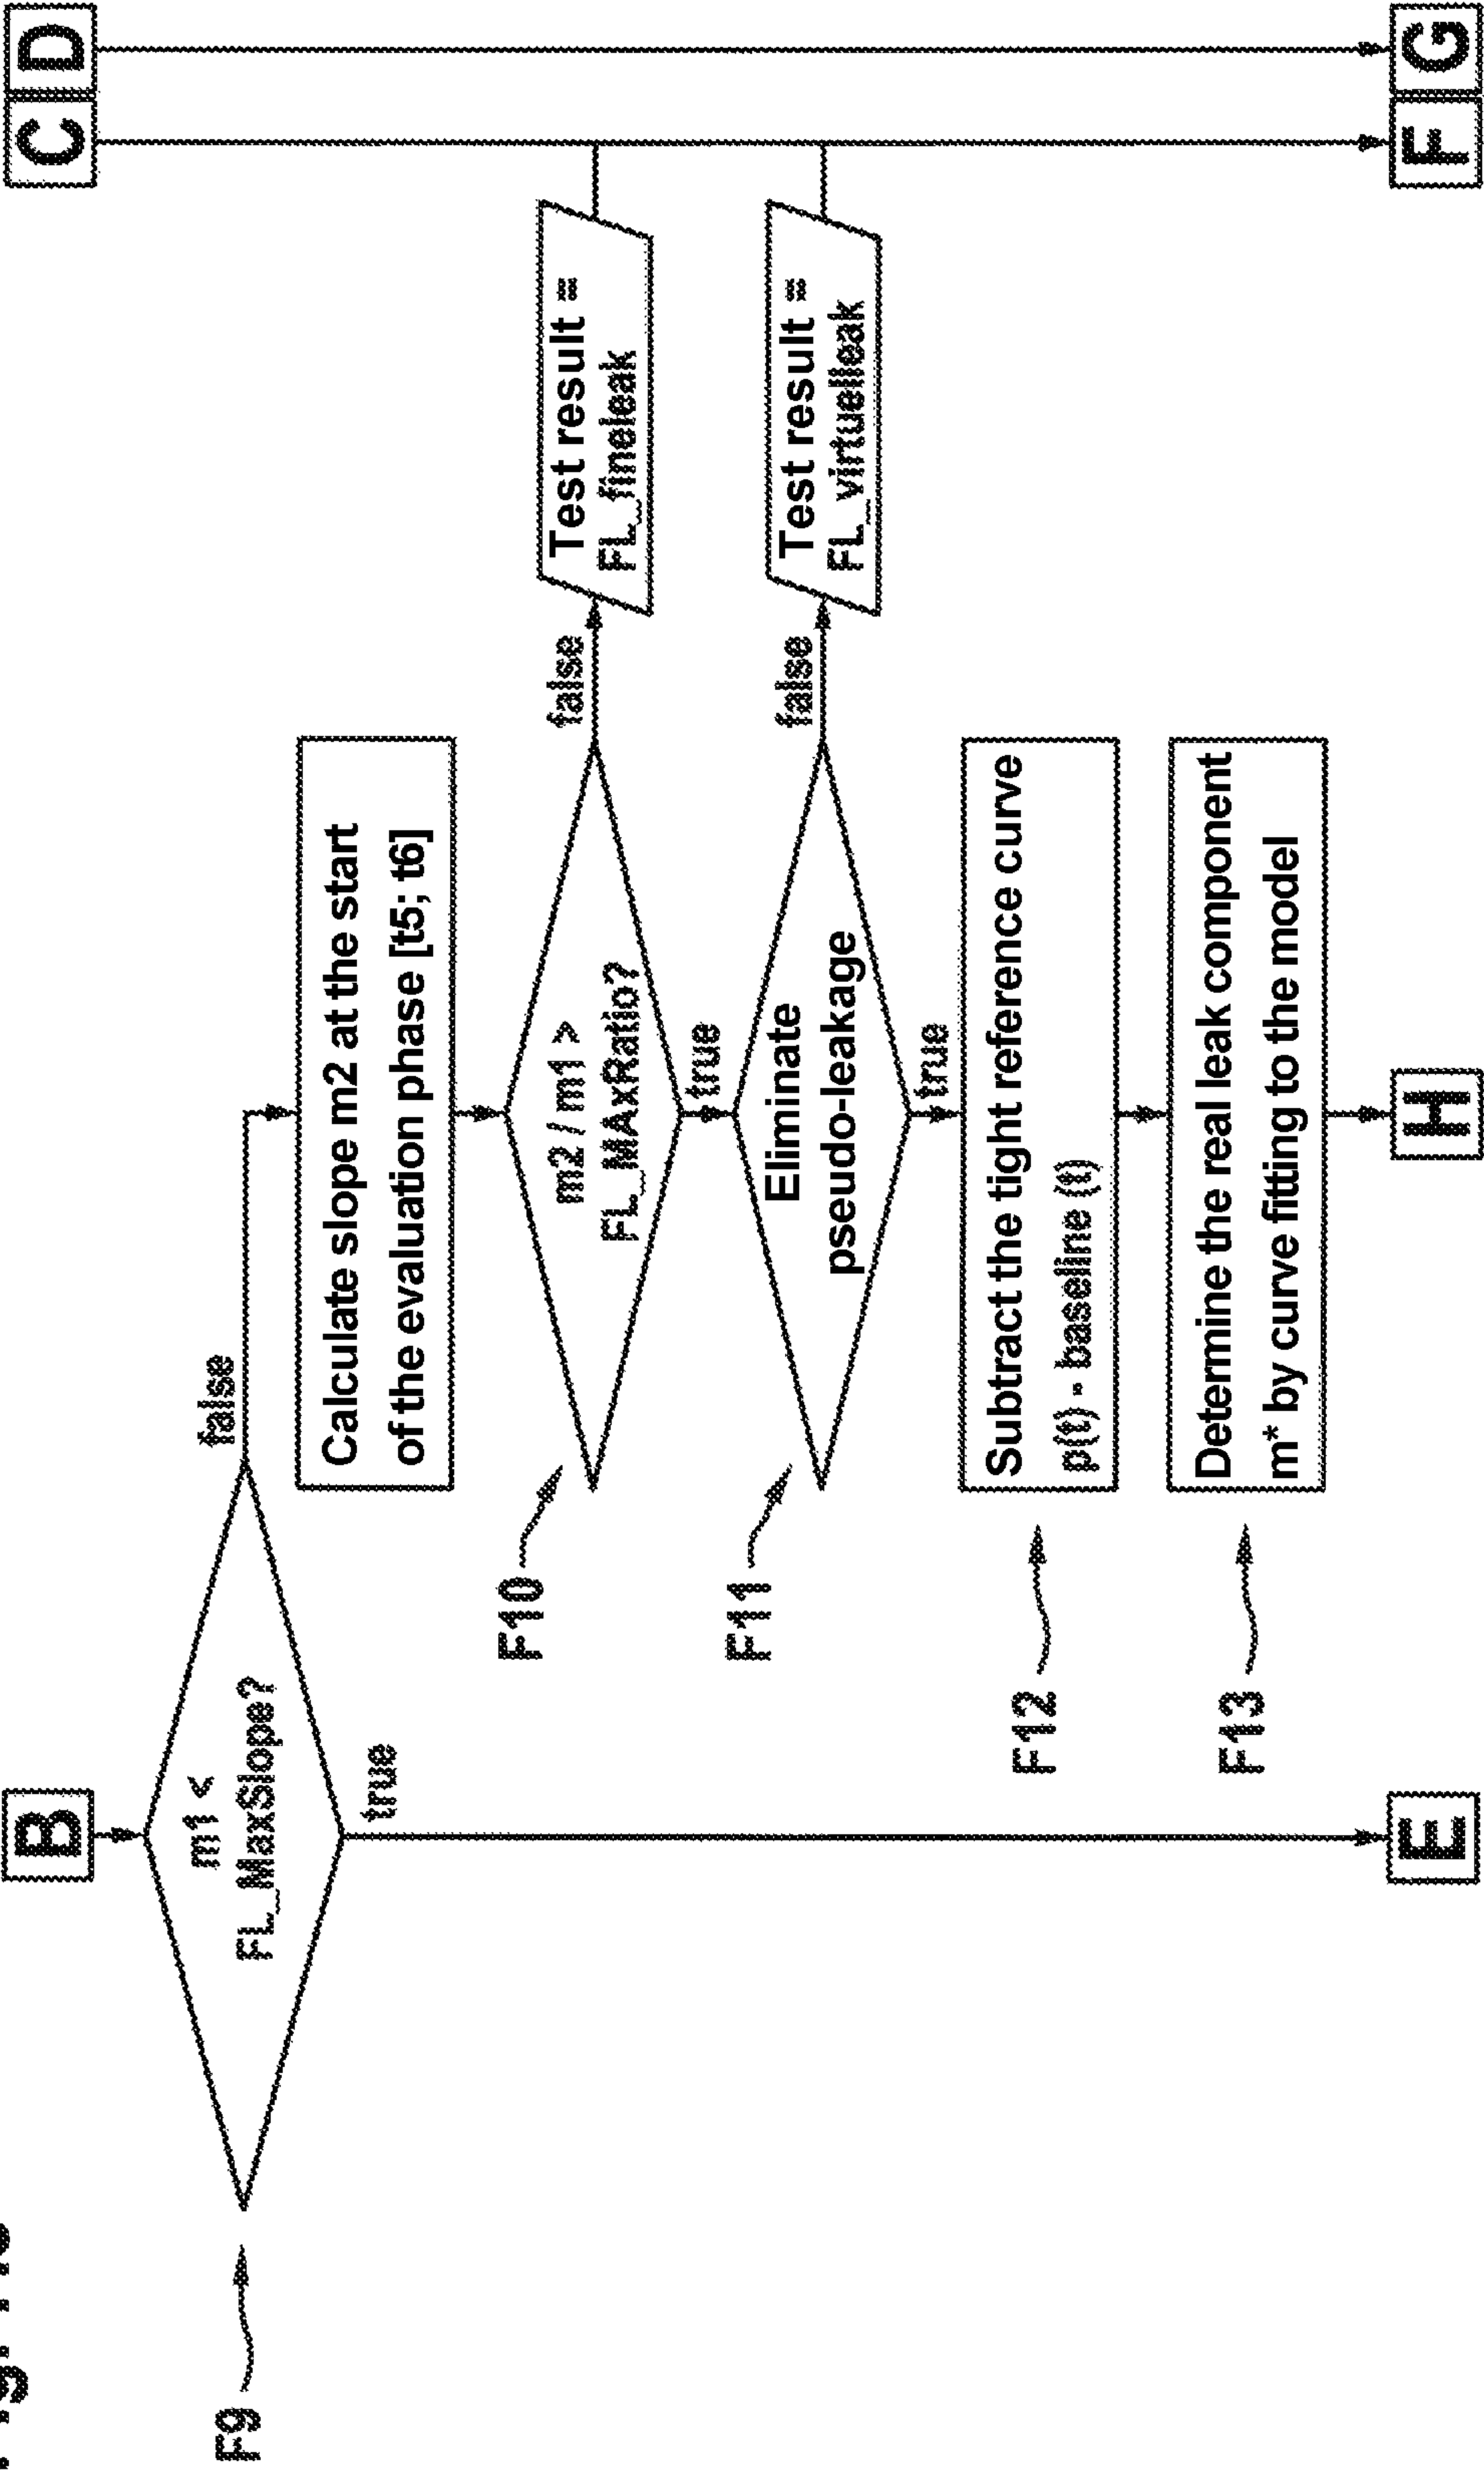 B
C
D
F9
m1 <
FL_MaxSlope?
false
true
Calculate slope m2 at the start
of the evaluation phase [t5; t6]
F10
m2 / m1 >
FL_MAxRatio?
false
Test result =
FL_fineleak
true
F11
Eliminate
pseudo-leakage
false
Test result =
FL_virtuelleak
true
F12
Subtract the tight reference curve
p(t) - baseline (t)
F13
Determine the real leak component
m* by curve fitting to the model
E
H
F
G